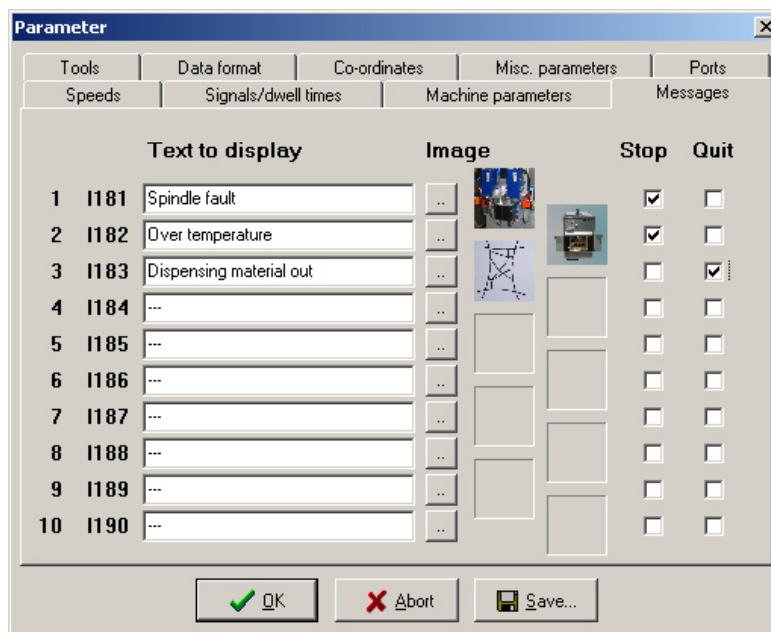 Parameter
Tools Data format Co-ordinates Misc. parameters Ports
Speeds Signals/dwell times Machine parameters Messages
Text to display Image Stop Quit
1 I181 Spindle fault ..
2 I182 Over temperature ..
3 I183 Dispensing material out ..
4 I184 --- ..
5 I185 --- ..
6 I186 --- ..
7 I187 --- ..
8 I188 --- ..
9 I189 --- ..
10 I190 --- ..
OK Abort Save...